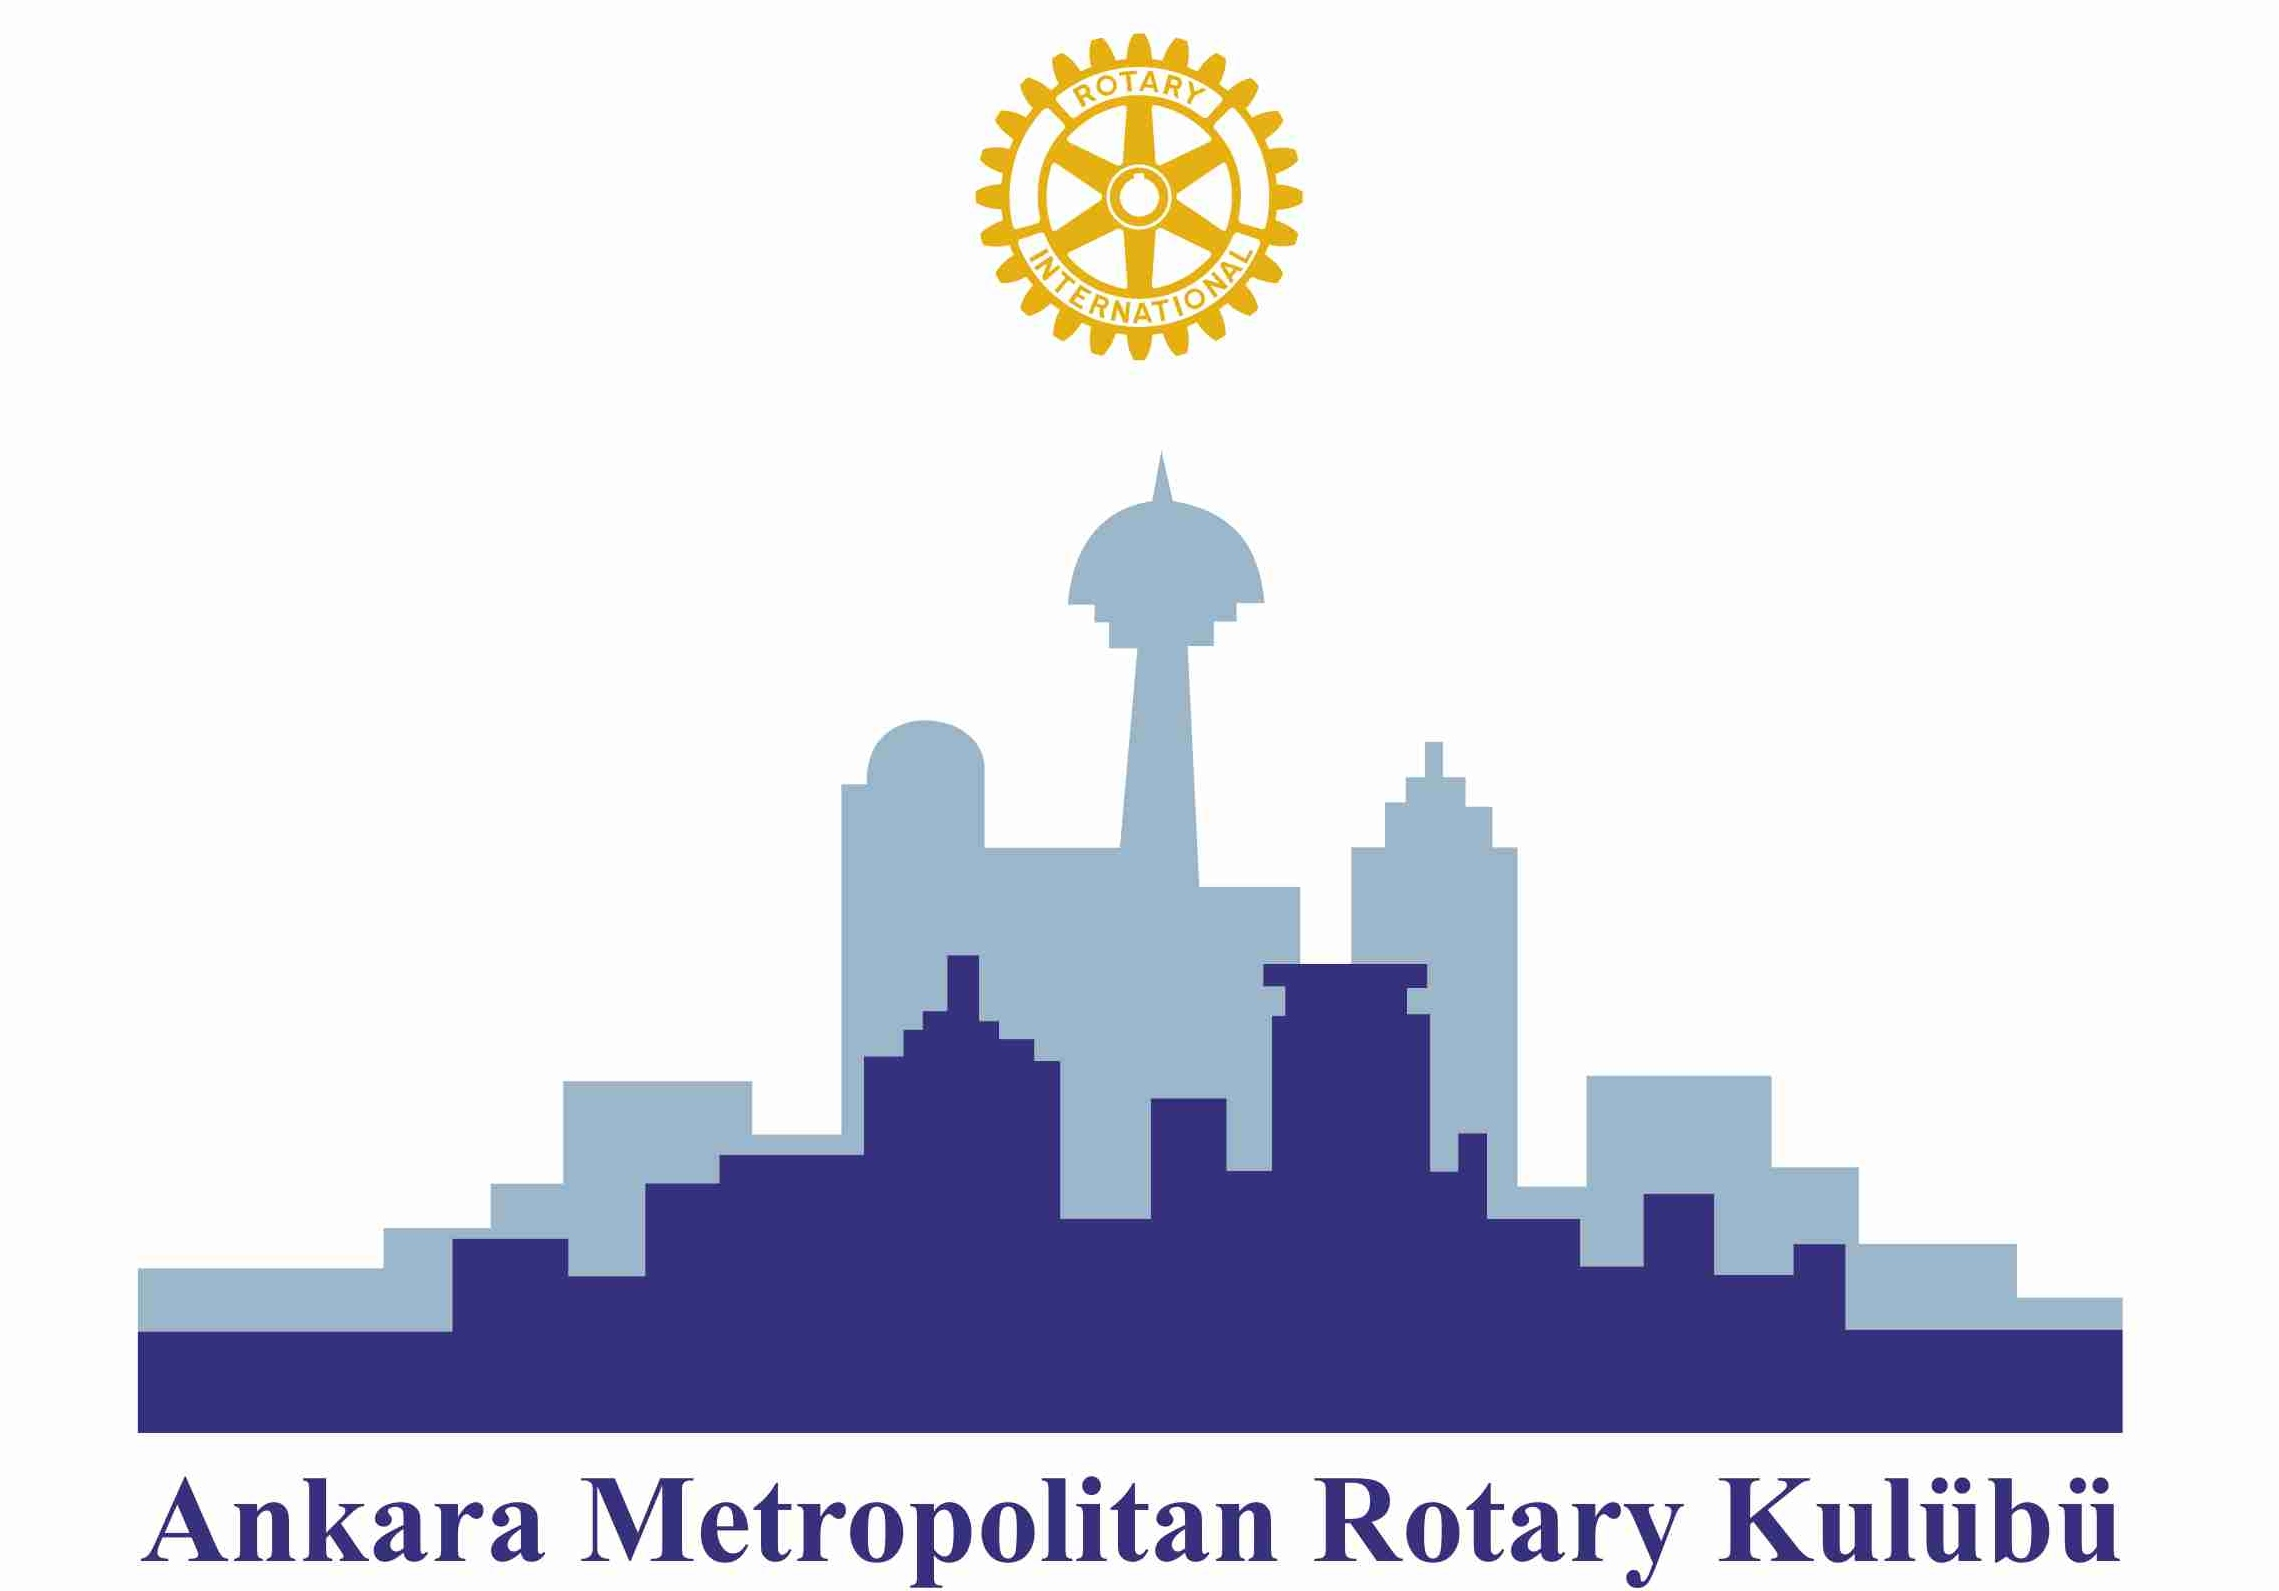 ROTARY
INTERNATIONAL
Ankara Metropolitan Rotary Kulübü